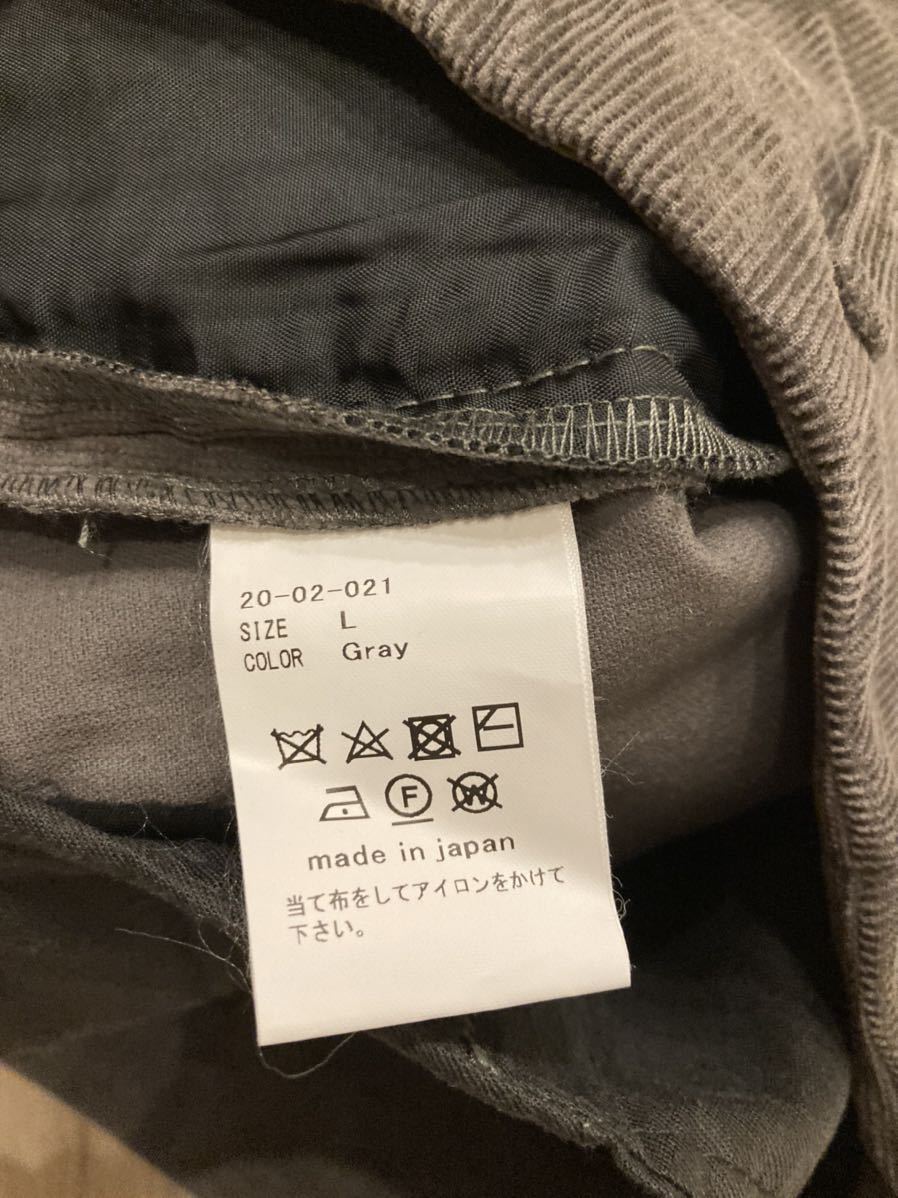 20-02-021
SIZE L
COLOR Gray
F
W
made in japan
当て布をしてアイロンをかけて
下さい。